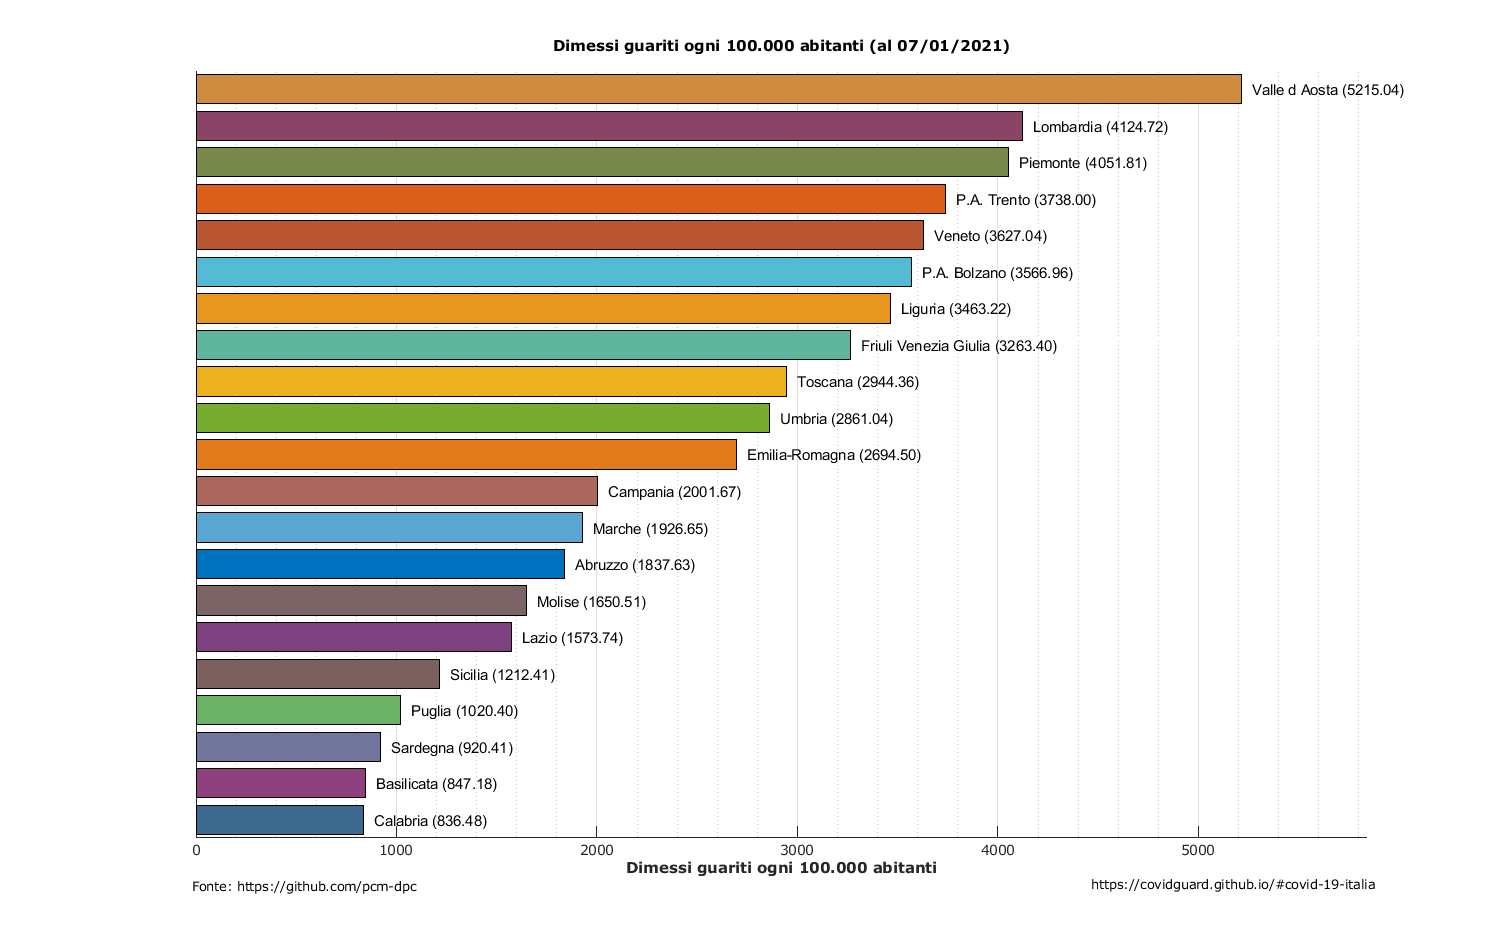 Dimessi guariti ogni 100.000 abitanti (al 07/01/2021)
Valle d Aosta (5215.04)
Lombardia (4124.72)
Piemonte (4051.81)
P.A. Trento (3738.00)
Veneto (3627.04)
P.A. Bolzano (3566.96)
Liguria (3463.22)
Friuli Venezia Giulia (3263.40)
Toscana (2944.36)
Umbria (2861.04)
Emilia-Romagna (2694.50)
Campania (2001.67)
Marche (1926.65)
Abruzzo (1837.63)
Molise (1650.51)
Lazio (1573.74)
Sicilia (1212.41)
Puglia (1020.40)
Sardegna (920.41)
Basilicata (847.18)
Calabria (836.48)
0 1000 2000 3000 4000 5000
Dimessi guariti ogni 100.000 abitanti
Fonte: https://github.com/pcm-dpc
https://covidguard.github.io/#covid-19-italia